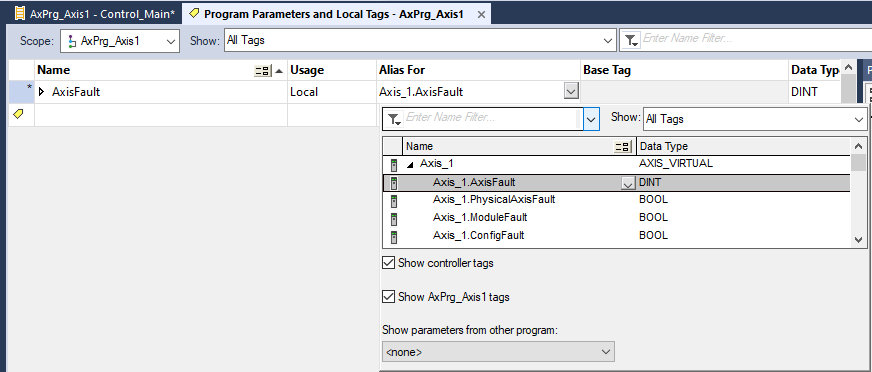 AxPrg_Axis1 - Control_Main*
Program Parameters and Local Tags - AxPrg_Axis1 ×
Scope: AxPrg_Axis1 Show: All Tags Enter Name Filter...
Name Usage Alias For Base Tag Data Typ
* AxisFault Local Axis_1.AxisFault DINT
Enter Name Filter... Show: All Tags
Name Data Type
Axis_1 AXIS_VIRTUAL
Axis_1.AxisFault DINT
Axis_1.PhysicalAxisFault BOOL
Axis_1.ModuleFault BOOL
Axis_1.ConfigFault BOOL
Show controller tags
Show AxPrg_Axis1 tags
Show parameters from other program:
<none>